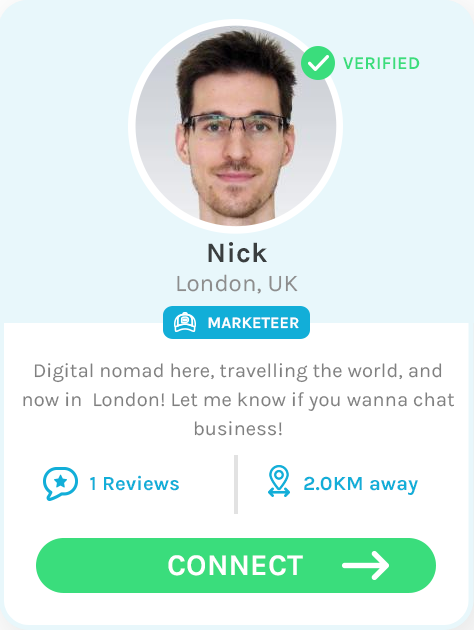 VERIFIED
Nick
London, UK
MARKETEER
Digital nomad here, travelling the world, and
now in London! Let me know if you wanna chat
business!
1 Reviews
2.0KM away
CONNECT